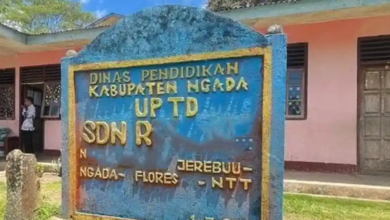 DINAS PENDIDIKAN
KABUPATEN NGADA
UPTD
SDN R
N JEREBUU-
NGADA- FLORES -NTT